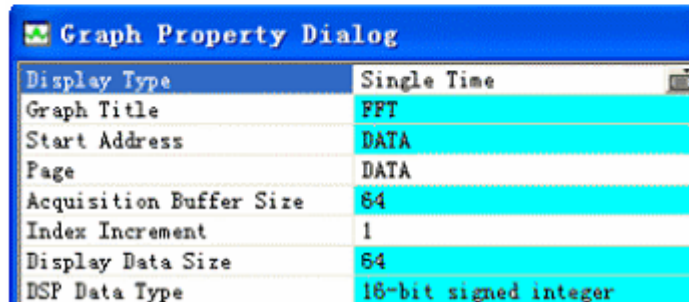 Graph Property Dialog
Display Type Single Time
Graph Title FFT
Start Address DATA
Page DATA
Acquisition Buffer Size 64
Index Increment 1
Display Data Size 64
DSP Data Type 16-bit signed integer